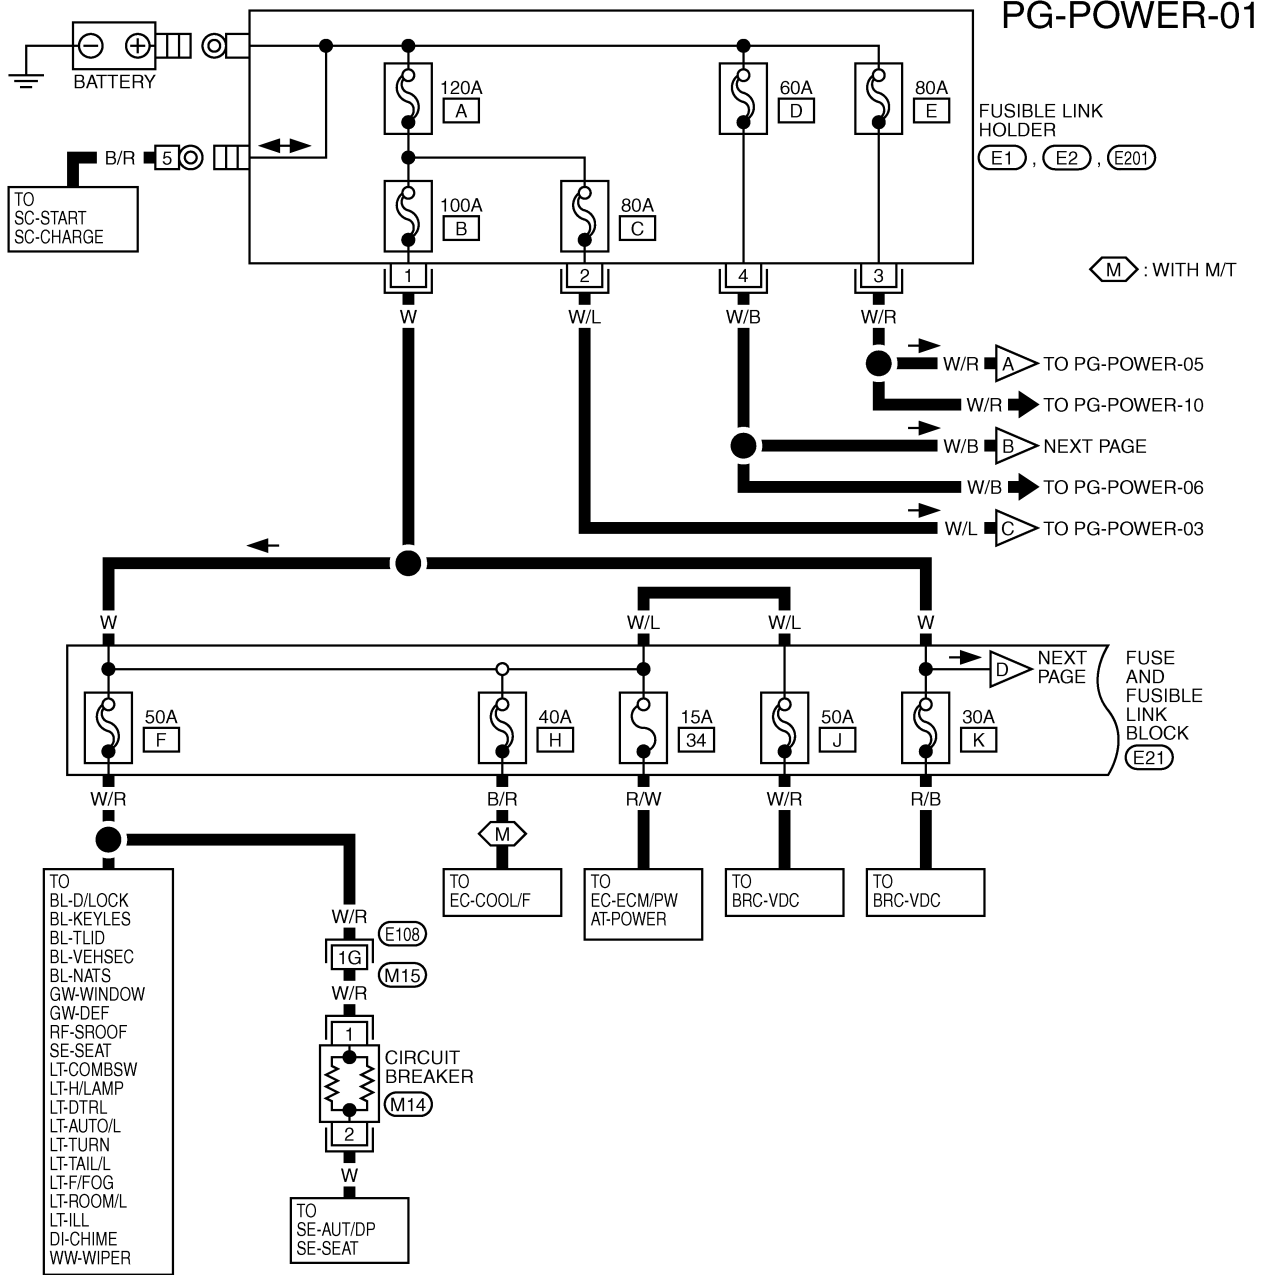 PG-POWER-01
BATTERY
120A
A
60A
D
80A
E
FUSIBLE LINK
HOLDER
E1 , E2 , E201
B/R
5
TO
SC-START
SC-CHARGE
100A
B
80A
C
1
2
4
3
M : WITH M/T
W
W/L
W/B
W/R
W/R A TO PG-POWER-05
W/R TO PG-POWER-10
W/B B NEXT PAGE
W/B TO PG-POWER-06
W/L C TO PG-POWER-03
W
W/L
W/L
W
D
NEXT
PAGE
FUSE
AND
FUSIBLE
LINK
BLOCK
E21
50A
F
40A
H
15A
34
50A
J
30A
K
W/R
B/R
R/W
W/R
R/B
M
TO
BL-D/LOCK
BL-KEYLES
BL-TLID
BL-VEHSEC
BL-NATS
GW-WINDOW
GW-DEF
RF-SROOF
SE-SEAT
LT-COMBSW
LT-H/LAMP
LT-DTRL
LT-AUTO/L
LT-TURN
LT-TAIL/L
LT-F/FOG
LT-ROOM/L
LT-ILL
DI-CHIME
WW-WIPER
TO
EC-COOL/F
TO
EC-ECM/PW
AT-POWER
TO
BRC-VDC
TO
BRC-VDC
W/R
E108
1G
M15
W/R
1
CIRCUIT
BREAKER
M14
2
W
TO
SE-AUT/DP
SE-SEAT